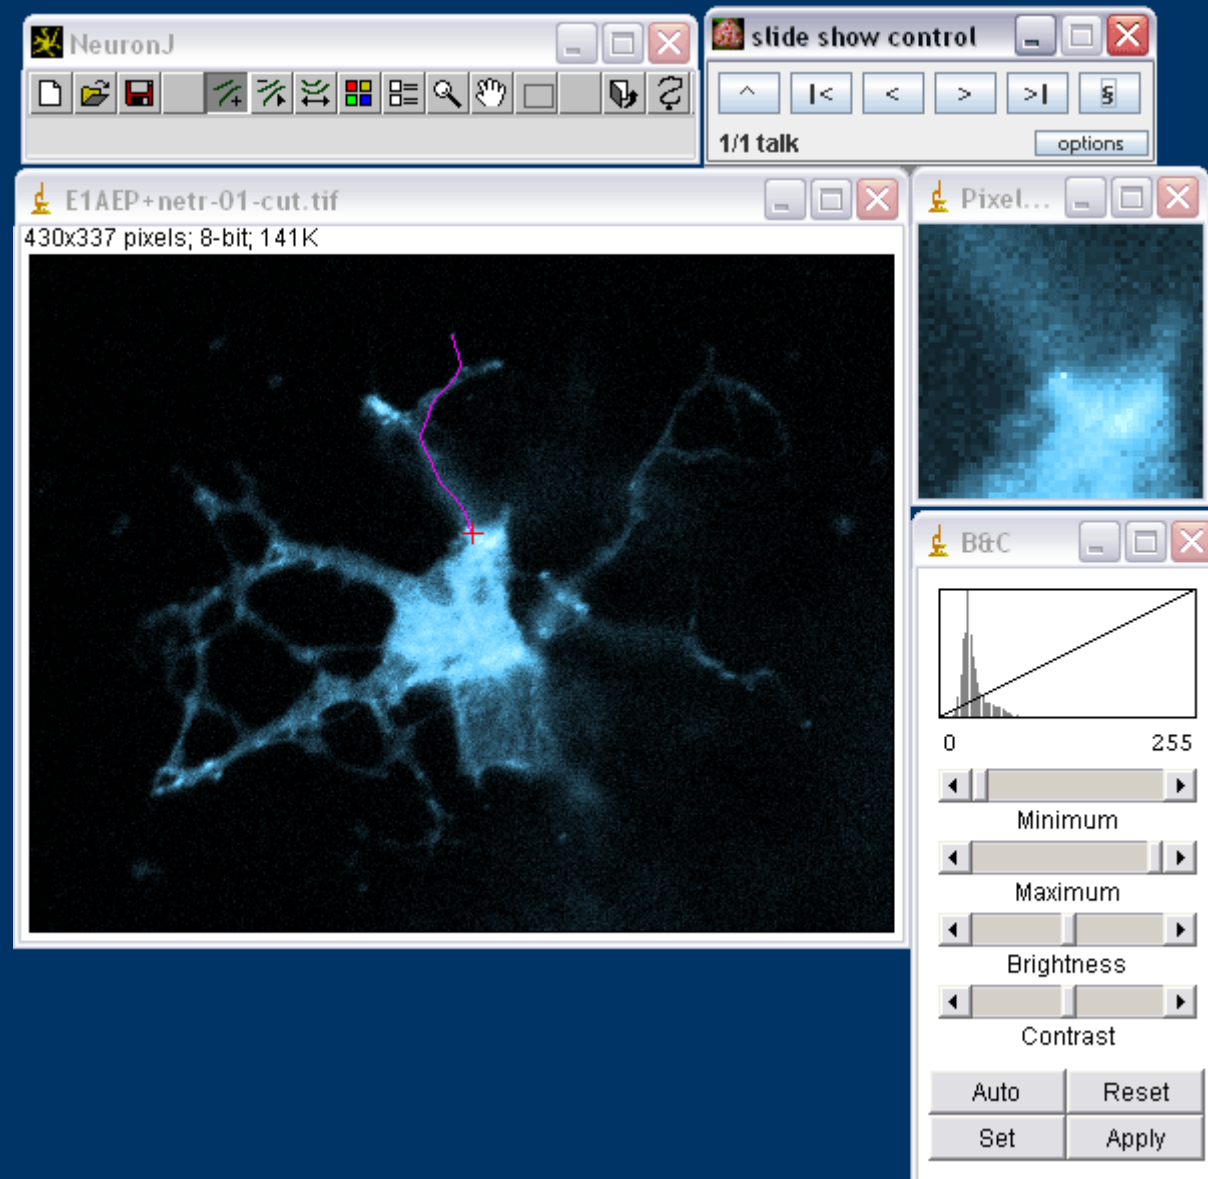 NeuronJ
slide show control
^ |< < > >| §
1/1 talk
options
E1AEP+netr-01-cut.tif
430x337 pixels; 8-bit; 141K
Pixel...
B&C
0 255
Minimum
Maximum
Brightness
Contrast
Auto Reset
Set Apply